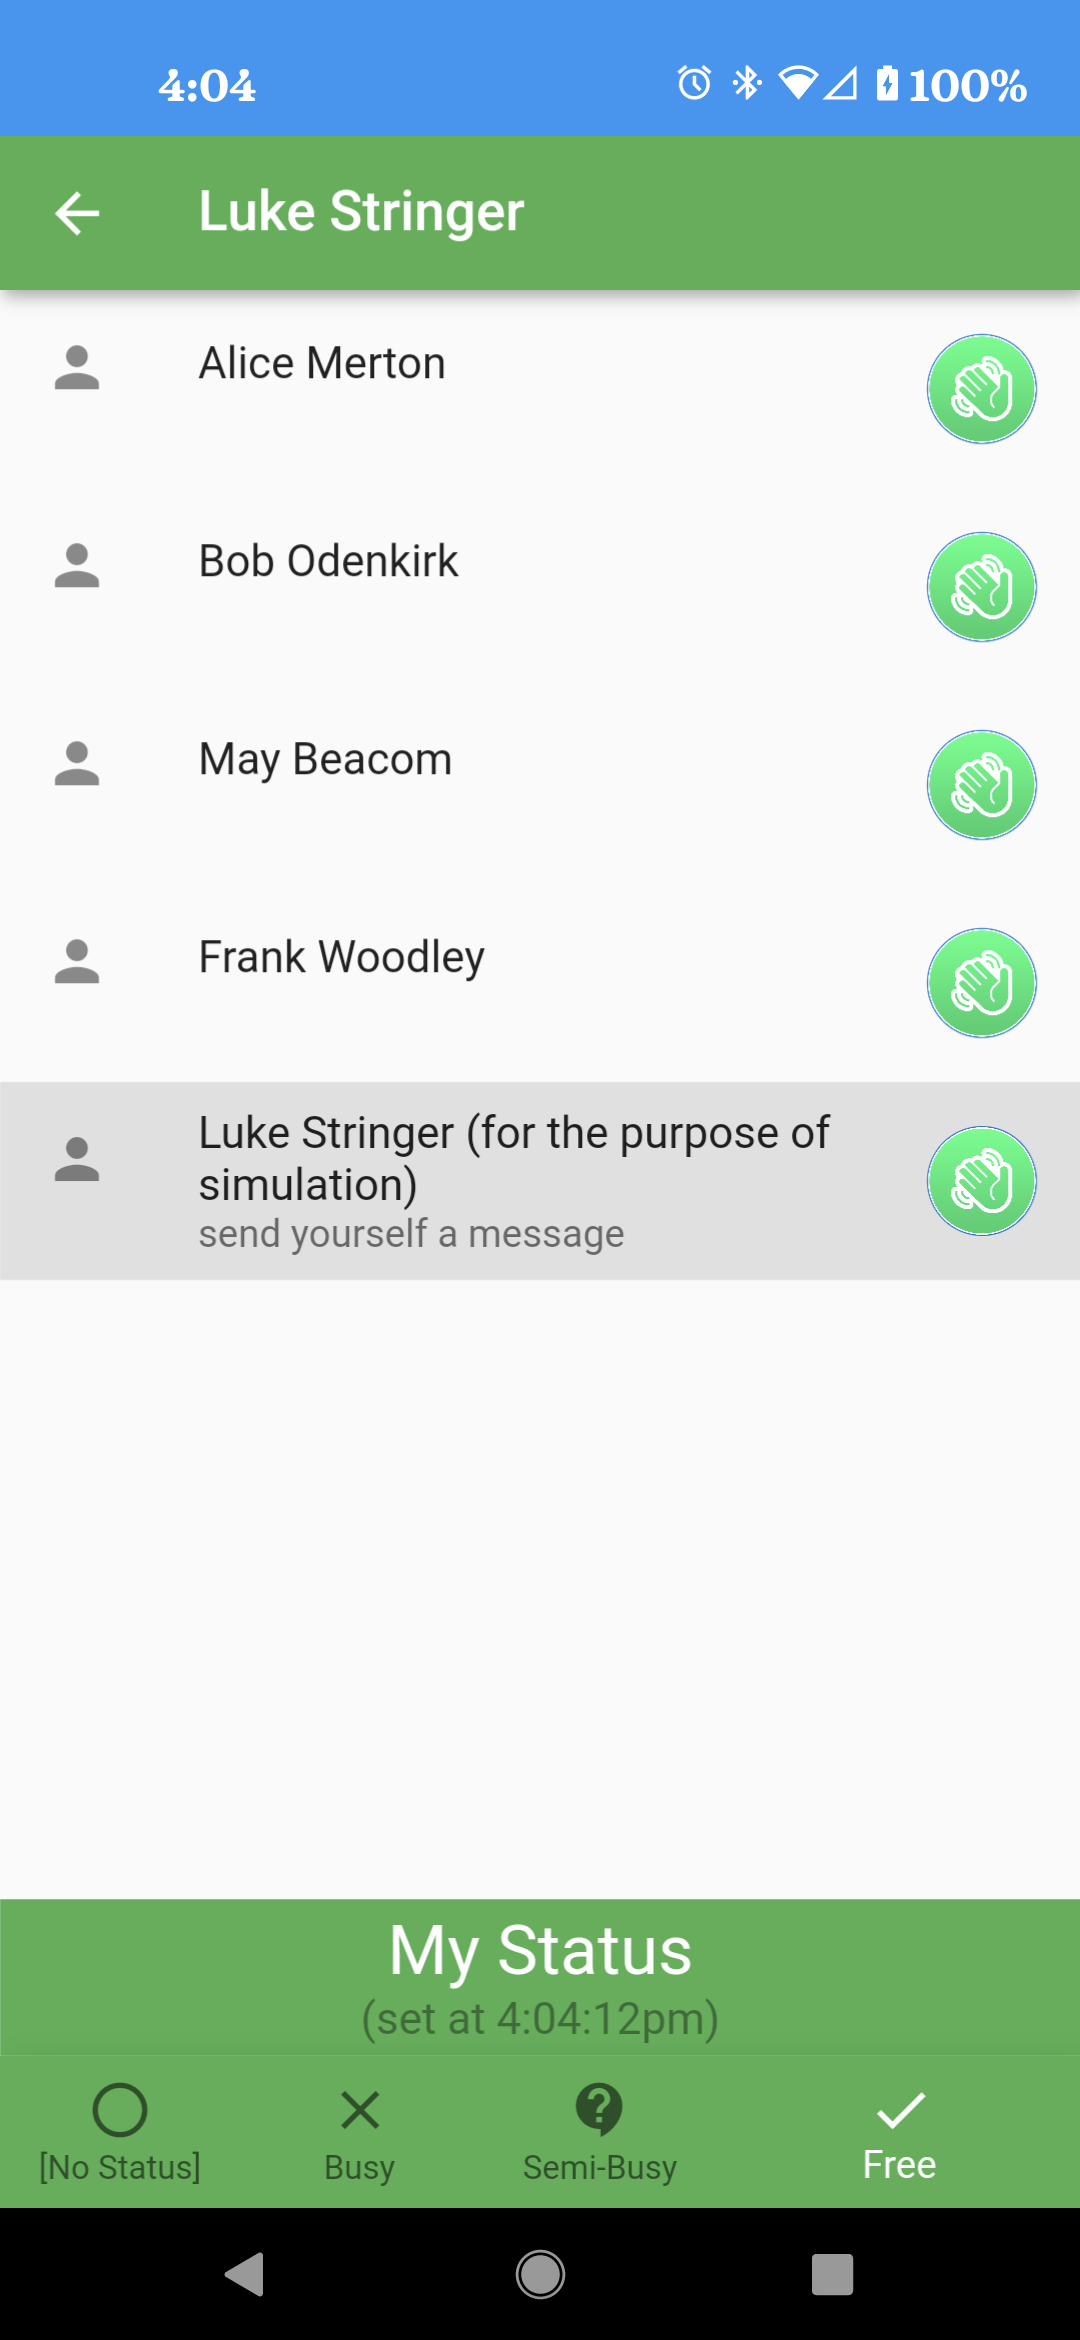 4:04 100%
Luke Stringer
Alice Merton
Bob Odenkirk
May Beacom
Frank Woodley
Luke Stringer (for the purpose of
simulation)
send yourself a message
My Status
(set at 4:04:12pm)
[No Status] Busy Semi-Busy Free